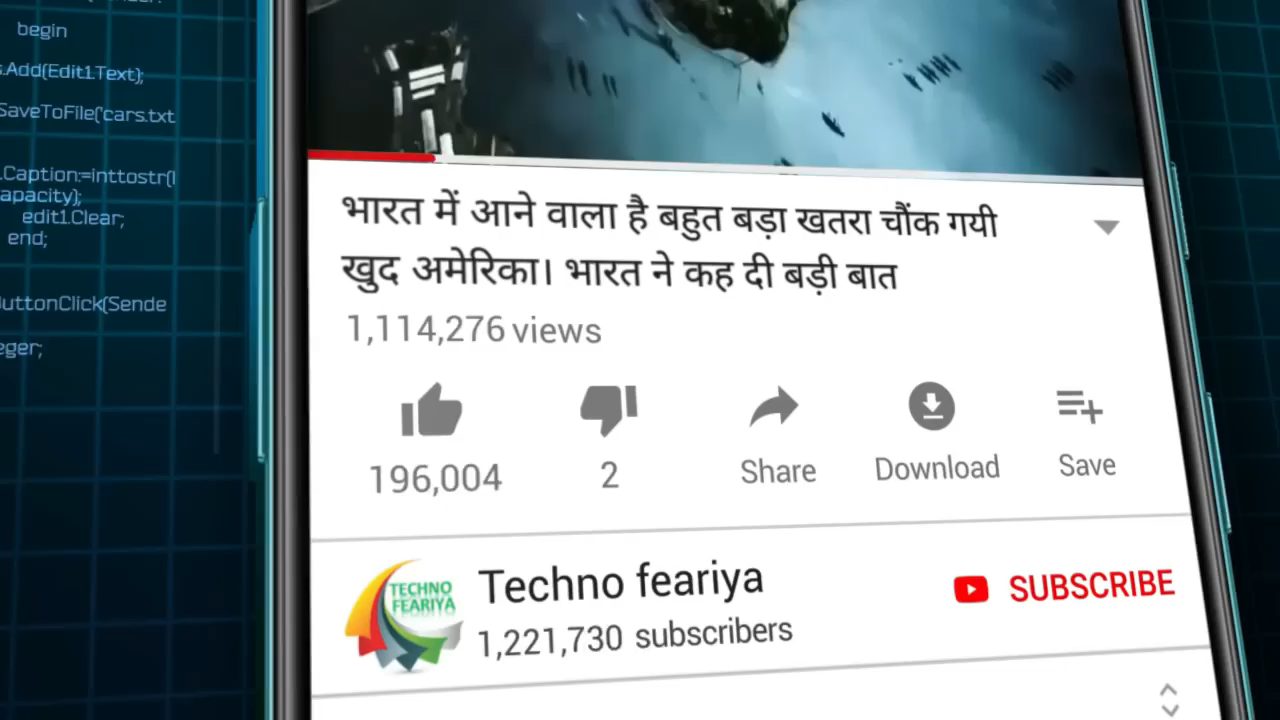 begin
.Add(Edit1.Text);
SaveToFile('cars.txt
.Caption:=inttostr(
apacity);
edit1.Clear;
end;
uttonClick(Sende
eger;
भारत में आने वाला है बहुत बड़ा खतरा चौंक गयी
खुद अमेरिका। भारत ने कह दी बड़ी बात
1,114,276 views
196,004
2
Share
Download
Save
TECHNO
FEARIYA
Techno feariya
1,221,730 subscribers
SUBSCRIBE